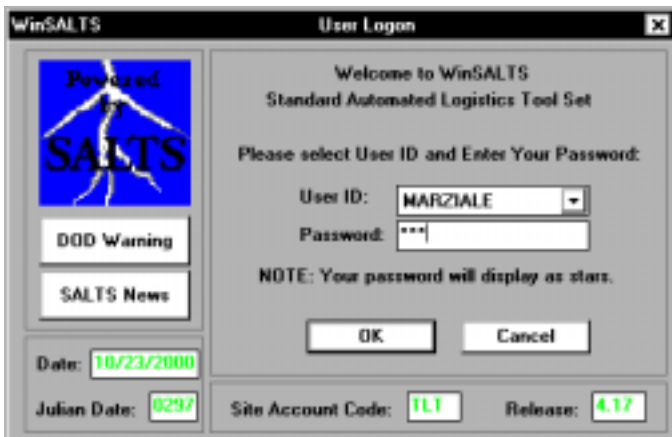 WinSALTS User Logon
Powered
by
SALTS
DOD Warning
SALTS News
Date: 10/23/2000
Julian Date: 0297
Welcome to WinSALTS
Standard Automated Logistics Tool Set
Please select User ID and Enter Your Password:
User ID: MARZIALE
Password: ***
NOTE: Your password will display as stars.
OK Cancel
Site Account Code: TLT Release: 4.17